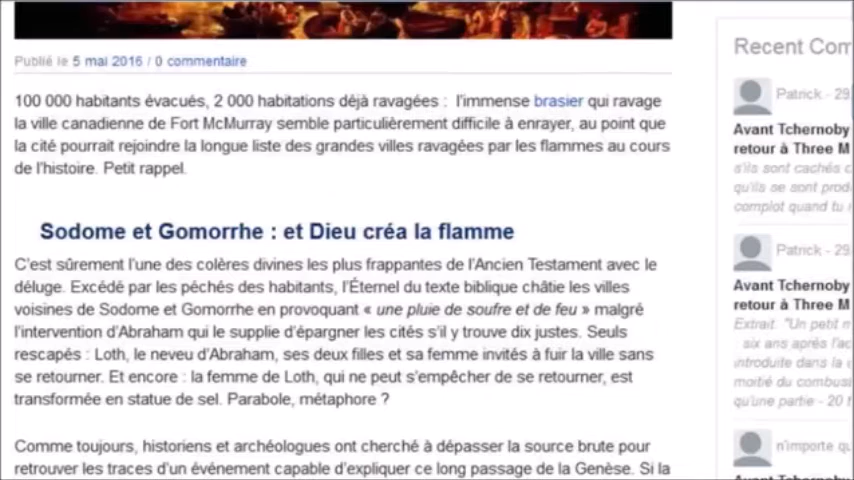 Publié le 5 mai 2016 / 0 commentaire
100 000 habitants évacués, 2 000 habitations déjà ravagées : l'immense brasier qui ravage
la ville canadienne de Fort McMurray semble particulièrement difficile à enrayer, au point que
la cité pourrait rejoindre la longue liste des grandes villes ravagées par les flammes au cours
de l'histoire. Petit rappel.
Sodome et Gomorrhe : et Dieu créa la flamme
C'est sûrement l'une des colères divines les plus frappantes de l'Ancien Testament avec le
déluge. Excédé par les péchés des habitants, l'Éternel du texte biblique châtie les villes
voisines de Sodome et Gomorrhe en provoquant « une pluie de soufre et de feu » malgré
l'intervention d'Abraham qui le supplie d'épargner les cités s'il y trouve dix justes. Seuls
rescapés : Loth, le neveu d'Abraham, ses deux filles et sa femme invités à fuir la ville sans
se retourner. Et encore : la femme de Loth, qui ne peut s'empêcher de se retourner, est
transformée en statue de sel. Parabole, métaphore ?
Comme toujours, historiens et archéologues ont cherché à dépasser la source brute pour
retrouver les traces d'un événement capable d'expliquer ce long passage de la Genèse. Si la
Recent Com
Patrick - 29
Avant Tchernoby
retour à Three M
s'ils sont cachés c
qu'ils se sont prod
complot quand tu
Patrick - 29
Avant Tchernoby
retour à Three M
Extrait: "Un petit m
six ans après l'ac
introduite dans la
moitié du combus
qu'une partie - 20
n'importe qu
Avant Tchernoby